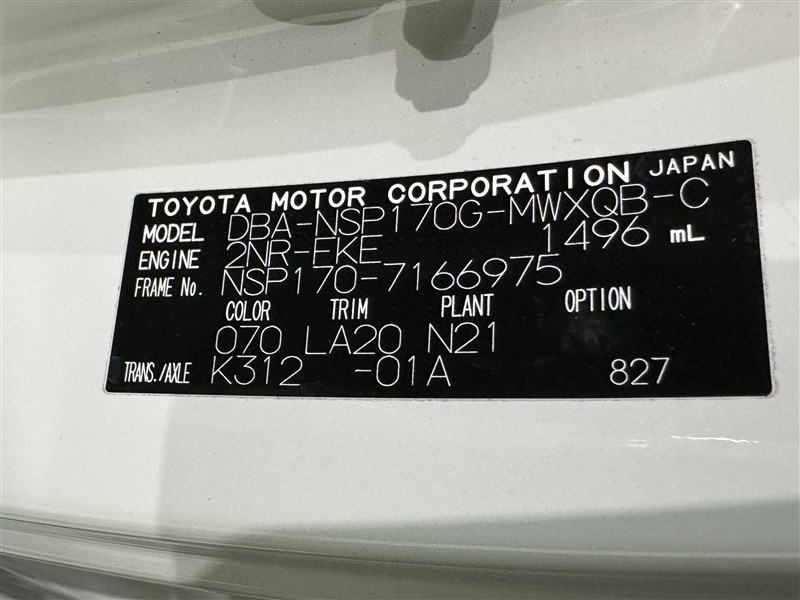 TOYOTA MOTOR CORPORATION JAPAN
MODEL DBA-NSP170G-MWXQB-C
ENGINE 2NR-FKE 1496 mL
FRAME No. NSP170-7166975
COLOR TRIM PLANT OPTION
070 LA20 N21
TRANS./AXLE K312 -01A 827